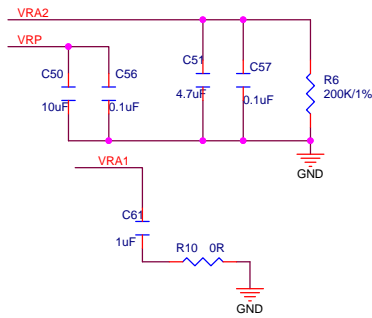 VRA2
VRP
C50
C56
C51
C57
R6
10uF
0.1uF
4.7uF
0.1uF
200K/1%
GND
VRA1
C61
1uF
R10 0R
GND